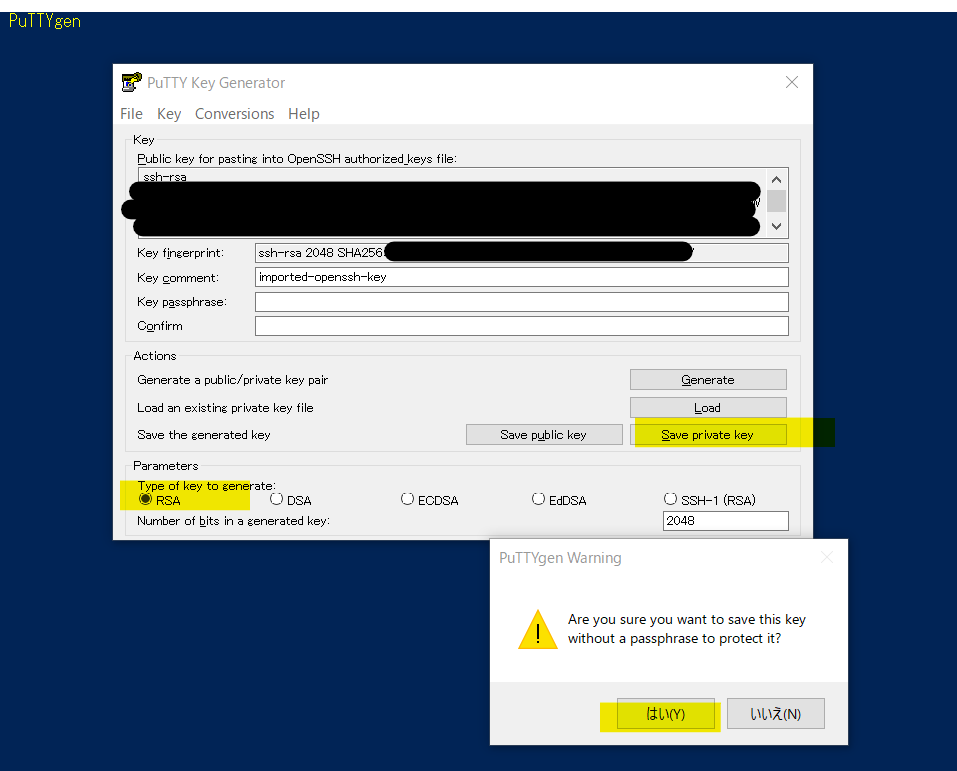 PuTTYgen
PuTTY Key Generator
File Key Conversions Help
Key
Public key for pasting into OpenSSH authorized_keys file:
ssh-rsa
Key fingerprint: ssh-rsa 2048 SHA256:
Key comment: imported-openssh-key
Key passphrase:
Confirm
Actions
Generate a public/private key pair Generate
Load an existing private key file Load
Save the generated key Save public key Save private key
Parameters
Type of key to generate:
RSA DSA ECDSA EdDSA SSH-1 (RSA)
Number of bits in a generated key: 2048
PuTTYgen Warning
Are you sure you want to save this key
without a passphrase to protect it?
はい(Y) いいえ(N)